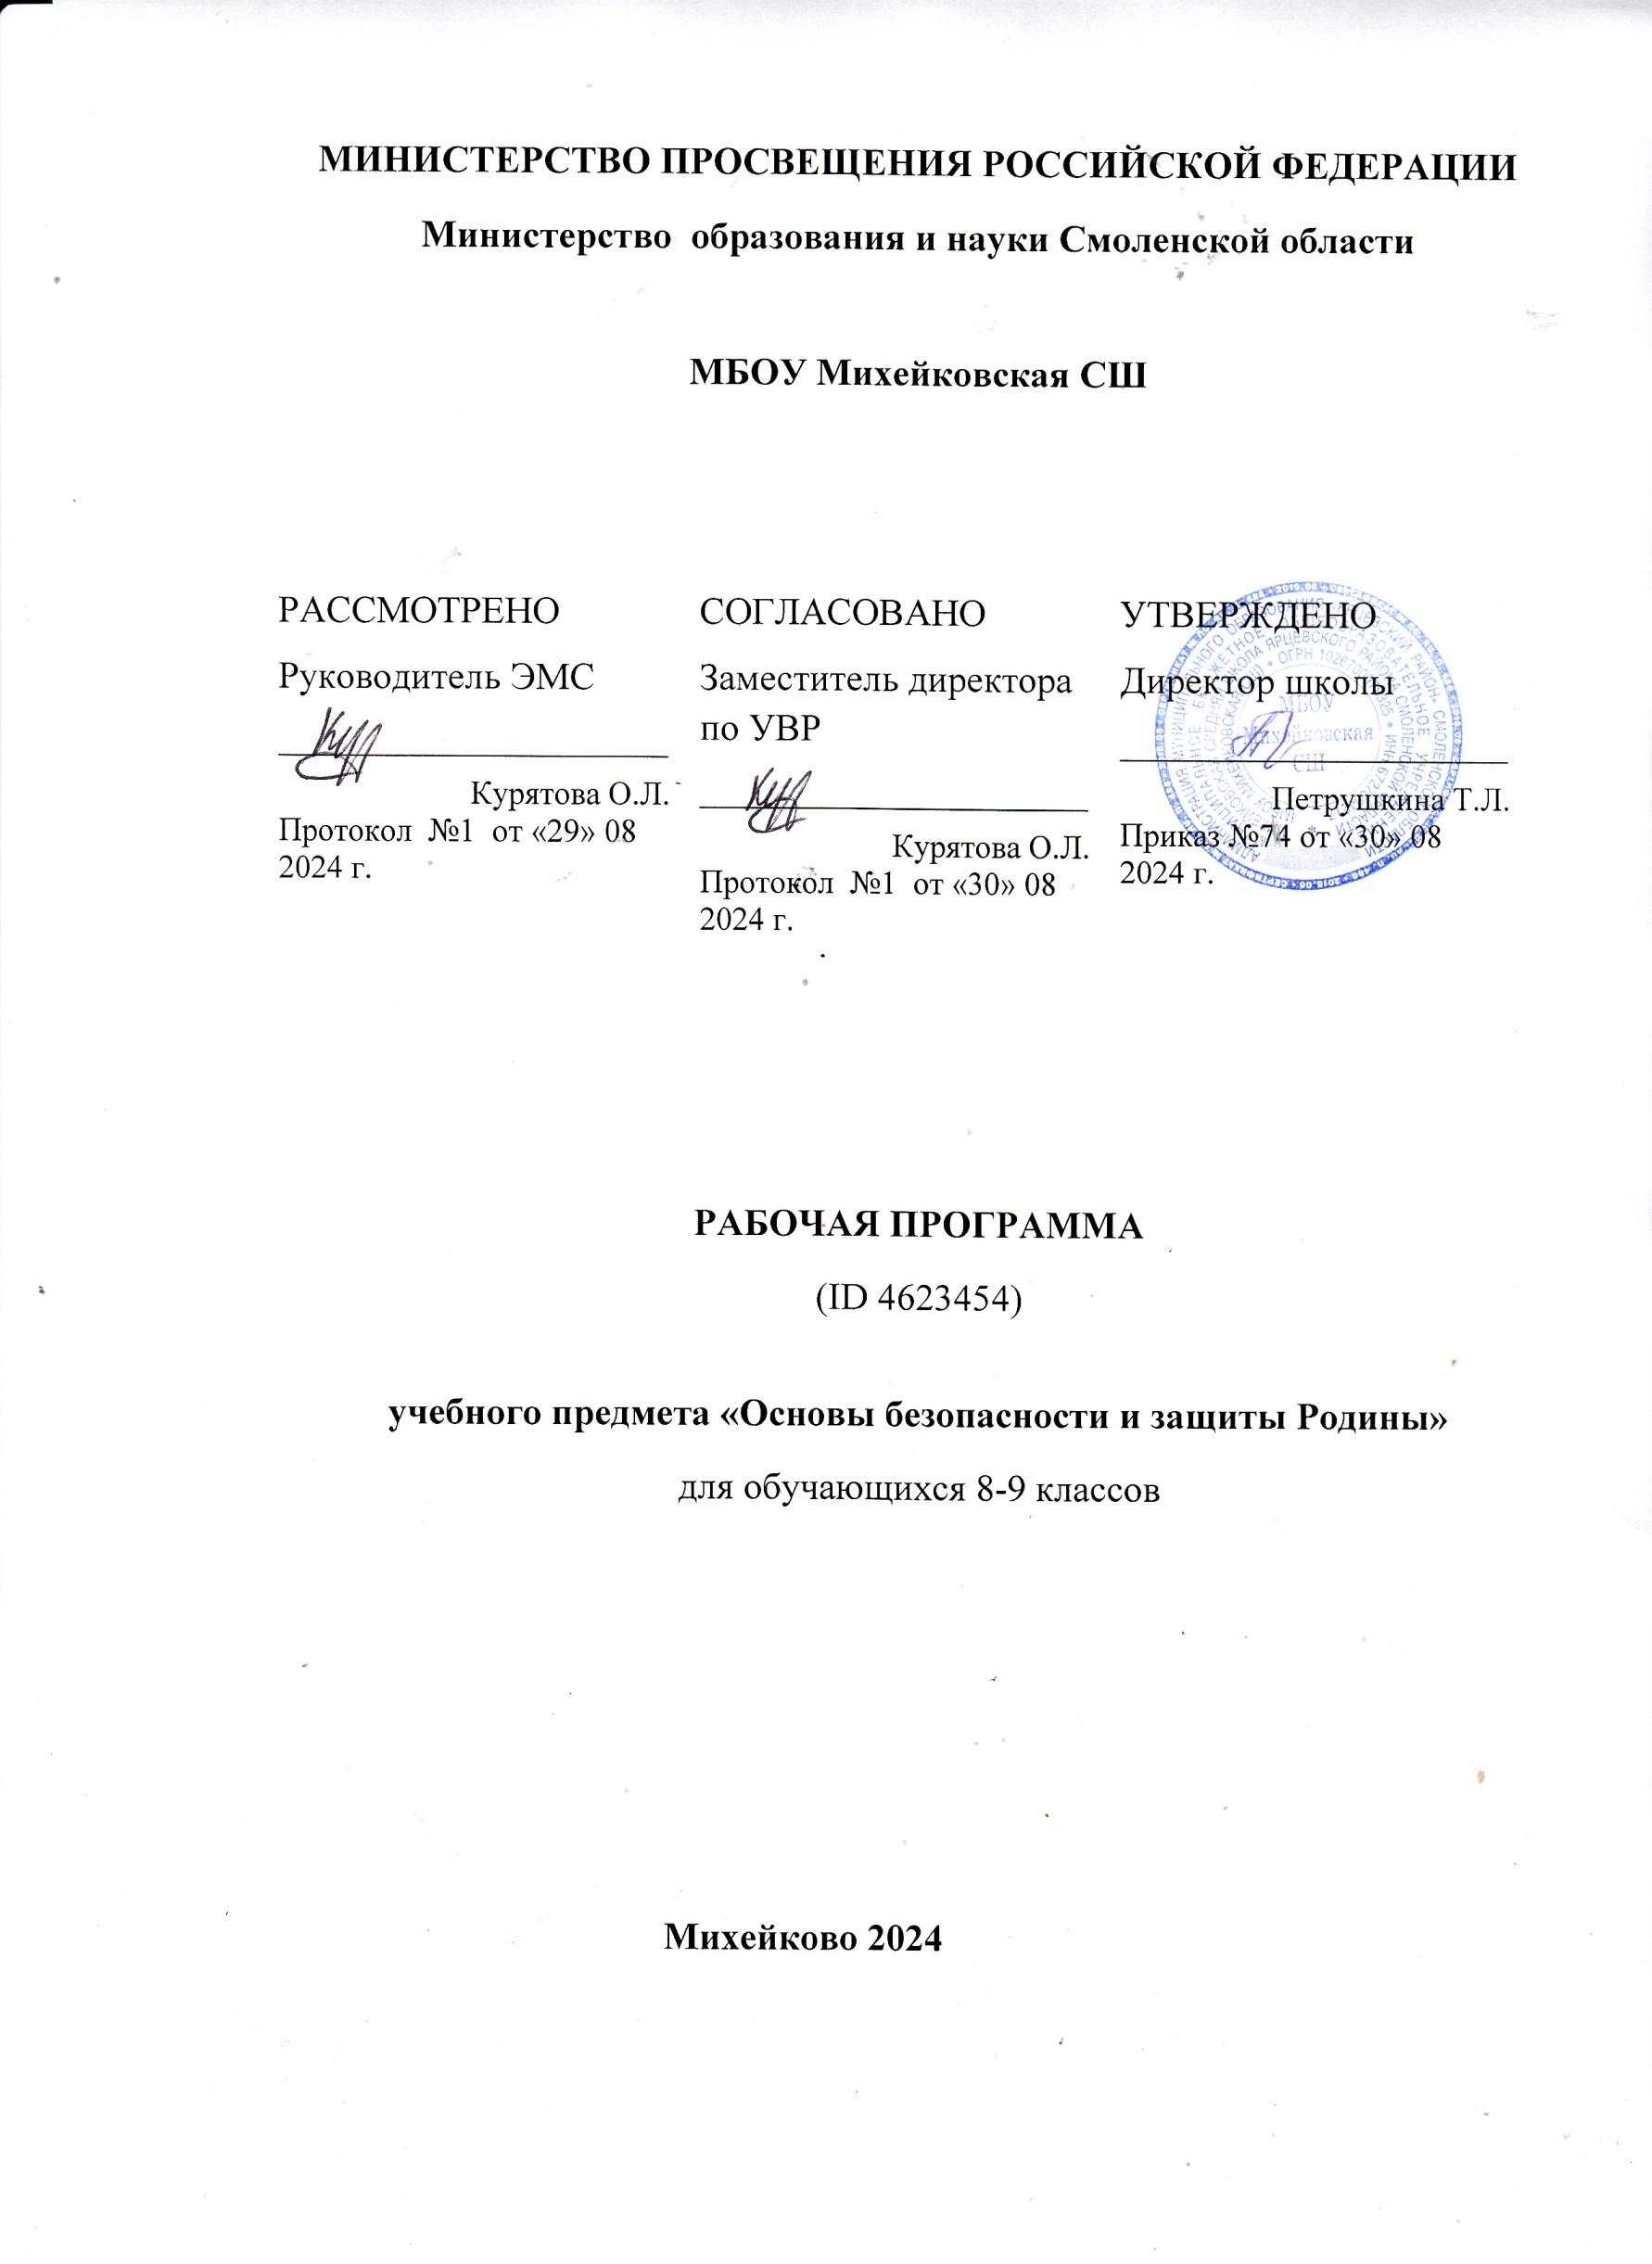 МИНИСТЕРСТВО ПРОСВЕЩЕНИЯ РОССИЙСКОЙ ФЕДЕРАЦИИ
Министерство образования и науки Смоленской области
МБОУ Михейковская СШ
РАССМОТРЕНО
Руководитель ЭМС
Курятова О.Л.
Протокол №1 от «29» 08
2024 г.
СОГЛАСОВАНО
Заместитель директора
по УВР
Курятова О.Л.
Протокол №1 от «30» 08
2024 г.
УТВЕРЖДЕНО
Директор школы
МБОУ
Михейковская
СШ
Петрушкина Т.Л.
Приказ №74 от «30» 08
2024 г.
РАБОЧАЯ ПРОГРАММА
(ID 4623454)
учебного предмета «Основы безопасности и защиты Родины»
для обучающихся 8-9 классов
Михейково 2024